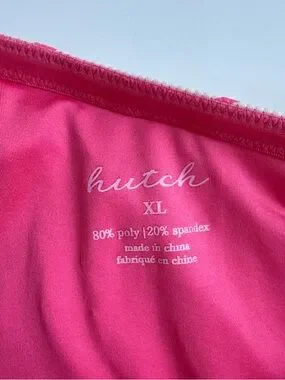 hutch
XL
80% poly | 20% spandex
made in china
fabriqué en chine